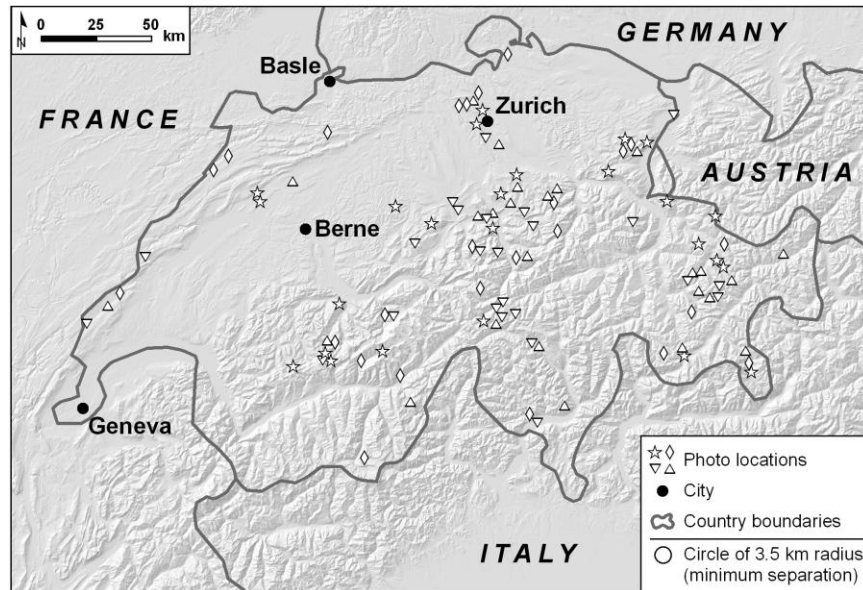 N
0 25 50
km
GERMANY
Basle
FRANCE
Zurich
AUSTRIA
Berne
Geneva
ITALY
Photo locations
City
Country boundaries
Circle of 3.5 km radius
(minimum separation)